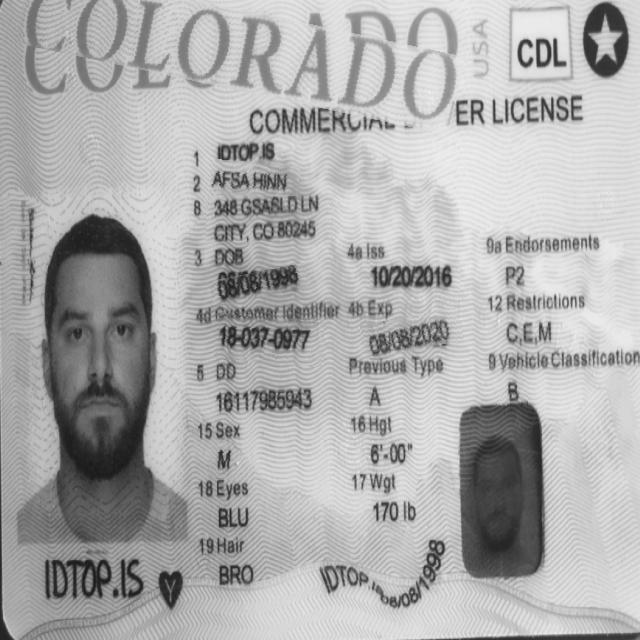 COLORADO
USA
CDL
COMMERCIAL D /ER LICENSE
1 IDTOP.IS
2 AFSA HINN
8 348 GSASLD LN
CITY, CO 80245
3 DOB
08/08/1998
4a Iss
10/20/2016
9a Endorsements
P2
4d Customer Identifier
18-037-0977
4b Exp
08/08/2020
12 Restrictions
C,E,M
5 DD
16117985943
Previous Type
A
9 Vehicle Classification
B
15 Sex
M
16 Hgt
6'-00"
18 Eyes
BLU
17 Wgt
170 lb
19 Hair
BRO
IDTOP.IS
IDTOP.IS 08/08/1998